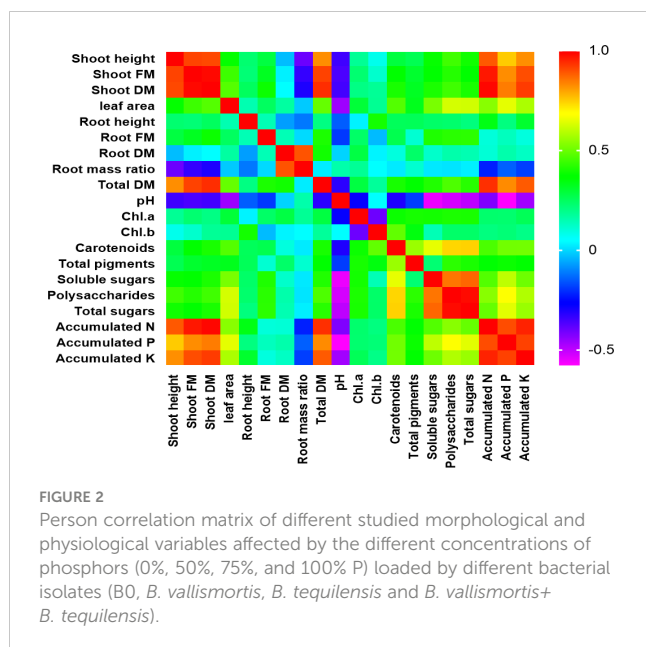 Shoot height
Shoot FM
Shoot DM
leaf area
Root height
Root FM
Root DM
Root mass ratio
Total DM
pH
Chl.a
Chl.b
Carotenoids
Total pigments
Soluble sugars
Polysaccharides
Total sugars
Accumulated N
Accumulated P
Accumulated K
1.0
0.5
0
-0.5
Shoot height
Shoot FM
Shoot DM
leaf area
Root height
Root FM
Root DM
Root mass ratio
Total DM
pH
Chl.a
Chl.b
Carotenoids
Total pigments
Soluble sugars
Polysaccharides
Total sugars
Accumulated N
Accumulated P
Accumulated K
FIGURE 2
Person correlation matrix of different studied morphological and
physiological variables affected by the different concentrations of
phosphors (0%, 50%, 75%, and 100% P) loaded by different bacterial
isolates (B0, B. vallismortis, B. tequilensis and B. vallismortis+
B. tequilensis).